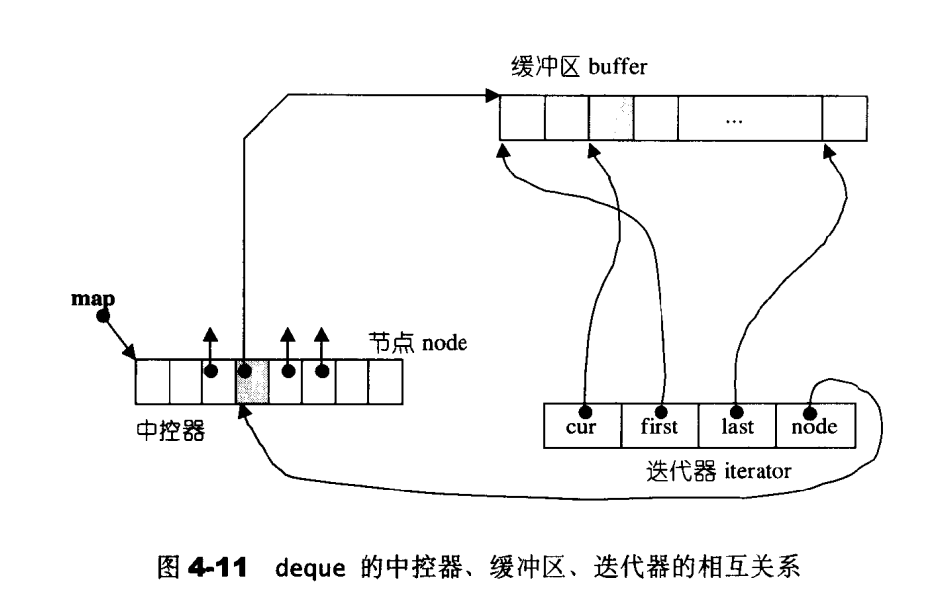 缓冲区 buffer
...
map
节点 node
中控器
cur first last node
迭代器 iterator
图 4-11 deque 的中控器、缓冲区、迭代器的相互关系